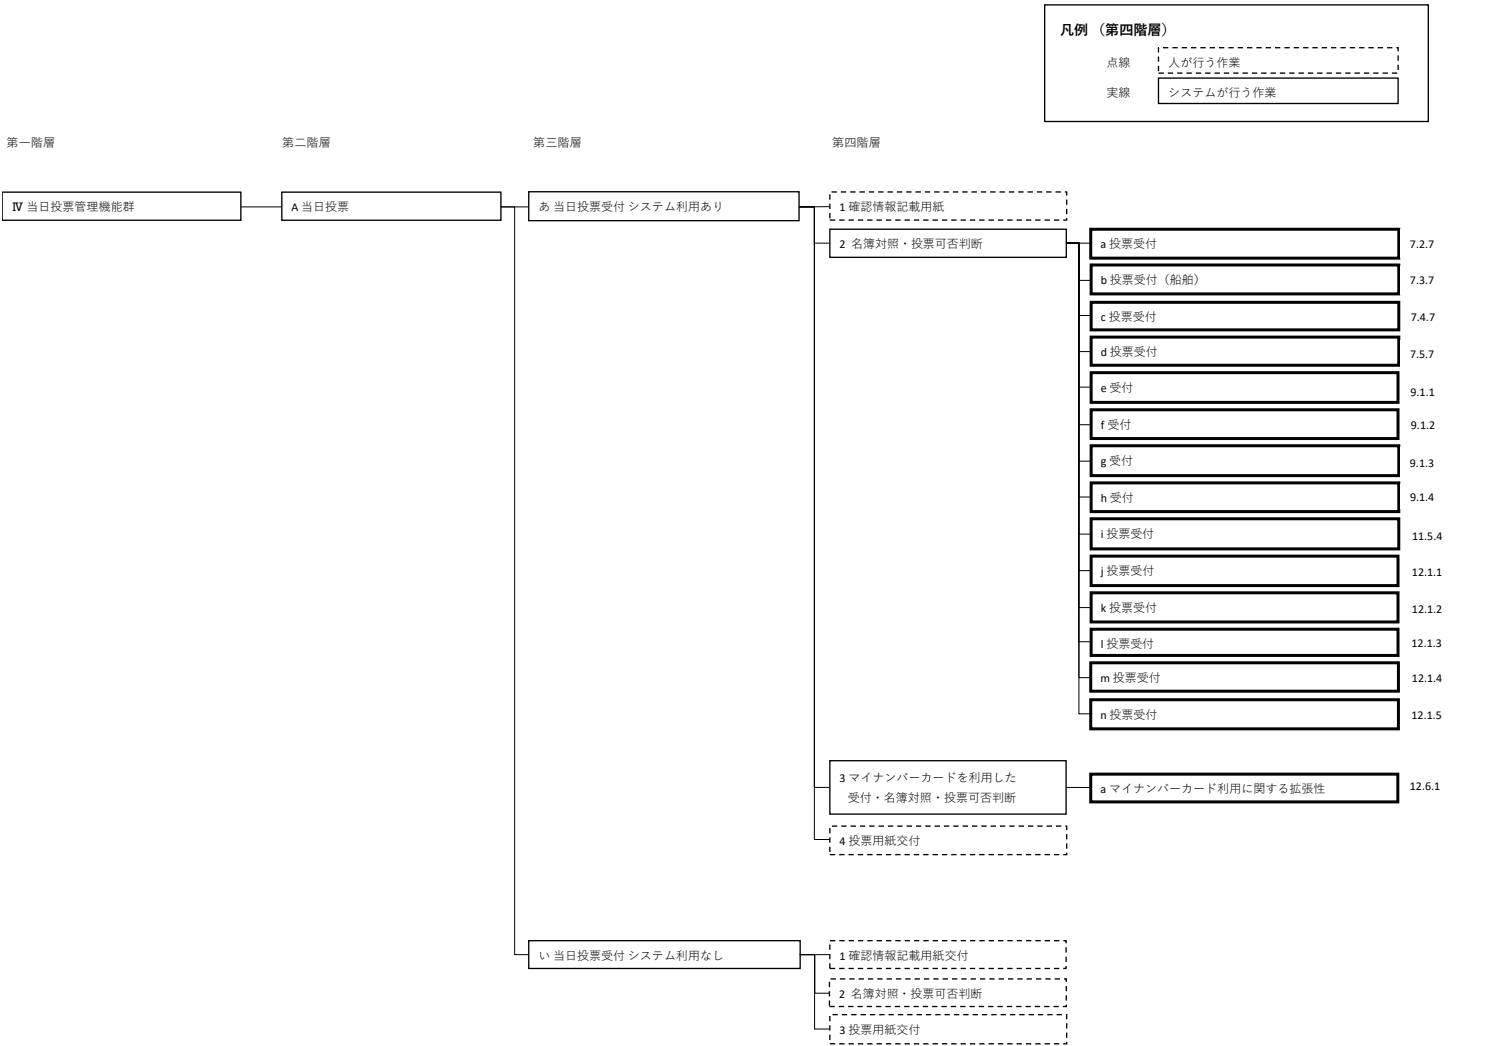 凡例 （第四階層）
点線 人が行う作業
実線 システムが行う作業
第一階層 第二階層 第三階層 第四階層
Ⅳ 当日投票管理機能群 A 当日投票 あ 当日投票受付 システム利用あり 1 確認情報記載用紙
2 名簿対照・投票可否判断 a 投票受付 7.2.7
b 投票受付（船舶） 7.3.7
c 投票受付 7.4.7
d 投票受付 7.5.7
e 受付 9.1.1
f 受付 9.1.2
g 受付 9.1.3
h 受付 9.1.4
i 投票受付 11.5.4
j 投票受付 12.1.1
k 投票受付 12.1.2
l 投票受付 12.1.3
m 投票受付 12.1.4
n 投票受付 12.1.5
3 マイナンバーカードを利用した
受付・名簿対照・投票可否判断 a マイナンバーカード利用に関する拡張性 12.6.1
4 投票用紙交付
い 当日投票受付 システム利用なし 1 確認情報記載用紙交付
2 名簿対照・投票可否判断
3 投票用紙交付